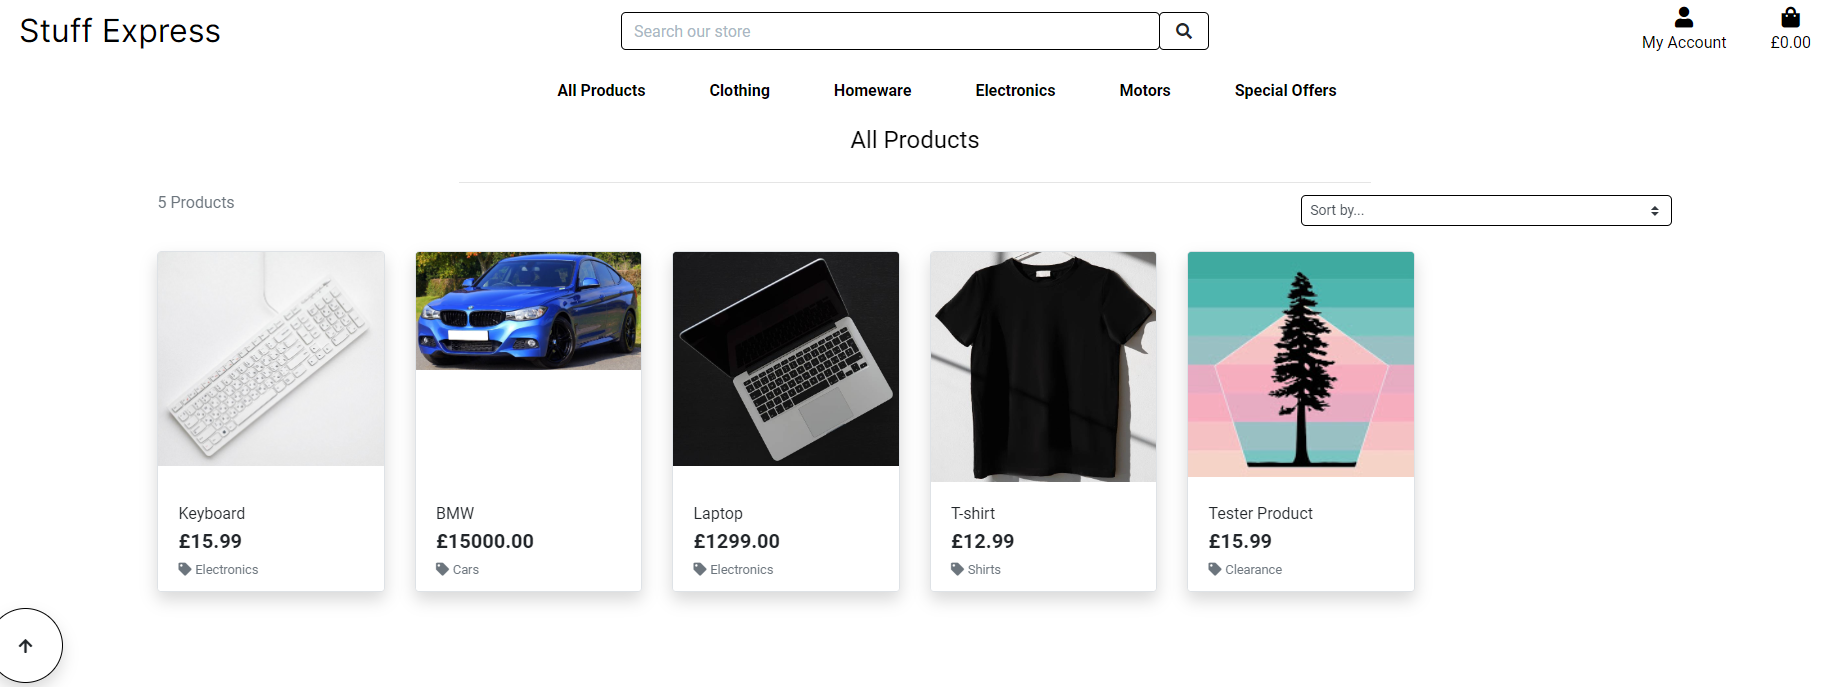 Stuff Express
Search our store
My Account
£0.00
All Products
Clothing
Homeware
Electronics
Motors
Special Offers
All Products
5 Products
Sort by...
Keyboard
£15.99
Electronics
BMW
£15000.00
Cars
Laptop
£1299.00
Electronics
T-shirt
£12.99
Shirts
Tester Product
£15.99
Clearance